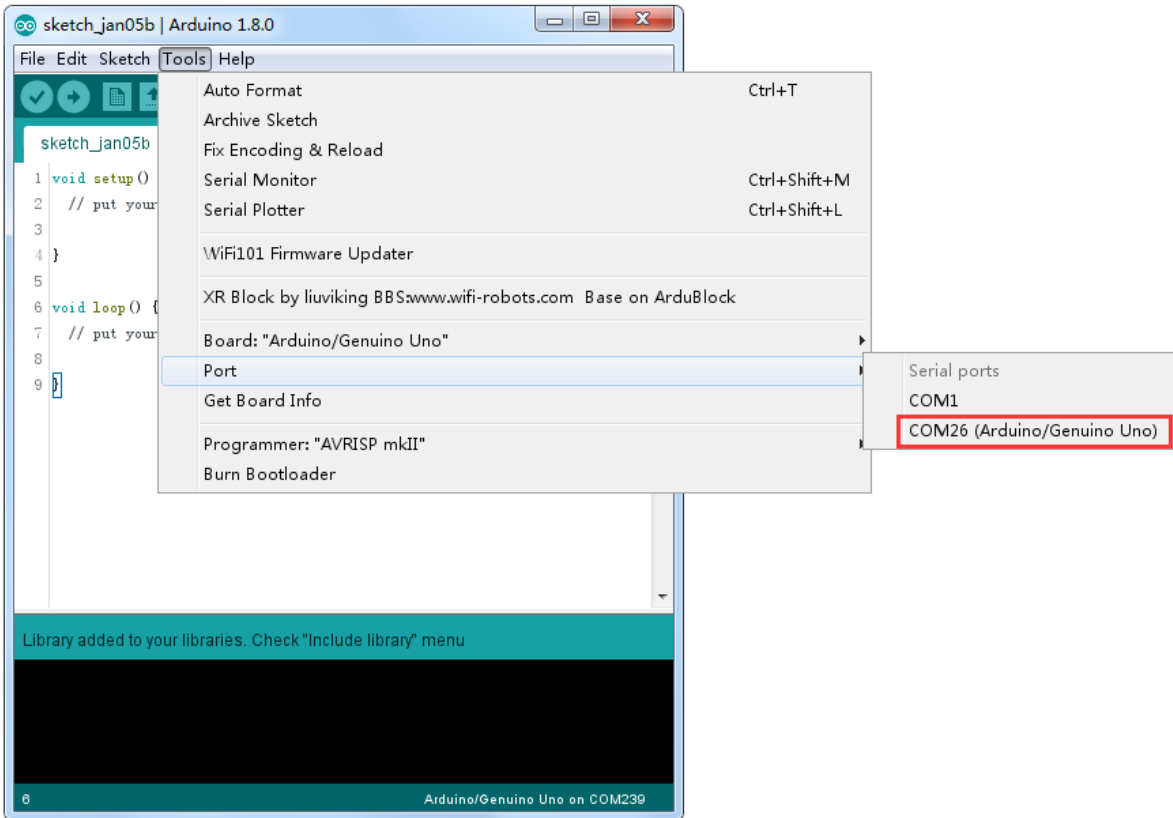 sketch_jan05b | Arduino 1.8.0
File Edit Sketch Tools Help
Auto Format Ctrl+T
Archive Sketch
Fix Encoding & Reload
Serial Monitor Ctrl+Shift+M
Serial Plotter Ctrl+Shift+L
WiFi101 Firmware Updater
XR Block by liuviking BBS:www.wifi-robots.com Base on ArduBlock
Board: "Arduino/Genuino Uno"
Port
Get Board Info
Programmer: "AVRISP mkII"
Burn Bootloader
Serial ports
COM1
COM26 (Arduino/Genuino Uno)
sketch_jan05b
1 void setup()
2 // put your
3
4 }
5
6 void loop() {
7 // put your
8
9 }
Library added to your libraries. Check "Include library" menu
6 Arduino/Genuino Uno on COM239